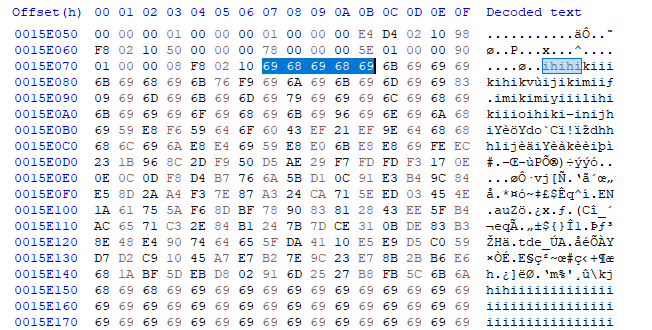 Offset(h) 00 01 02 03 04 05 06 07 08 09 0A 0B 0C 0D 0E 0F Decoded text
0015E050 00 00 00 01 00 00 00 01 00 00 00 E4 D4 02 10 98 ...........äÔ..˜
0015E060 F8 02 10 50 00 00 00 78 00 00 00 5E 01 00 00 90 ø..P...x...^....
0015E070 01 00 00 08 F8 02 10 69 68 69 68 69 6B 69 69 69 ....ø..ihihikiii
0015E080 6B 69 68 69 6B 76 F9 69 6A 69 6B 69 6D 69 69 83 kihikvùijikimiiƒ
0015E090 09 69 6D 69 6B 69 6D 69 79 69 69 69 6C 69 68 69 .imikimiyiiilihi
0015E0A0 6B 69 69 69 6F 69 68 69 6B 69 96 69 6E 69 6A 68 kiiioihiki–inijh
0015E0B0 69 59 E8 F6 59 64 6F 60 43 EF 21 EF 9E 64 68 68 iYèöYdo`Cï!ïždhh
0015E0C0 68 6C 69 6A E8 E4 69 59 E8 E0 6B E8 E8 69 FE EC hlijèäiYèàkèèiþì
0015E0D0 23 1B 96 8C 2D F9 50 D5 AE 29 F7 FD FD F3 17 0E #.–Œ-ùPÕ®)÷ýýó..
0015E0E0 0E 0C 0D F8 D4 B7 76 6A 5B D1 0C 91 E3 B4 9C 84 ...øÔ·vj[Ñ.‘ã´œ„
0015E0F0 E5 8D 2A A4 F3 7E 87 A3 24 CA 71 5E ED 03 45 4E å.*¤ó~‡£$Êq^í.EN
0015E100 1A 61 75 5A F6 8D BF 78 90 83 81 28 43 EE 5F B4 .auZö.¿x.ƒ.(Cî_´
0015E110 AC 65 71 C3 2E 84 B1 24 7B 7D CE 31 0B DE 83 B3 ¬eqÃ.„±${}Î1.Þƒ³
0015E120 8E 48 E4 90 74 64 65 5F DA 41 10 E5 E9 D5 C0 59 ŽHä.tde_ÚA.åéÕÀY
0015E130 D7 D2 C9 10 45 A7 E7 B2 7E 9C 23 E7 8B 2B B6 E6 ×ÒÉ.E§ç²~œ#ç‹+¶æ
0015E140 68 1A BF 5D EB D8 02 91 6D 25 27 B8 FB 5C 6B 6A h.¿]ëØ.‘m%'¸û\kj
0015E150 68 69 68 69 69 69 69 69 69 69 69 69 69 69 69 69 hihiiiiiiiiiiiii
0015E160 69 69 69 69 69 69 69 69 69 69 69 69 69 69 69 69 iiiiiiiiiiiiiiii
0015E170 69 69 69 69 69 69 69 69 69 69 69 69 69 69 69 69 iiiiiiiiiiiiiiii